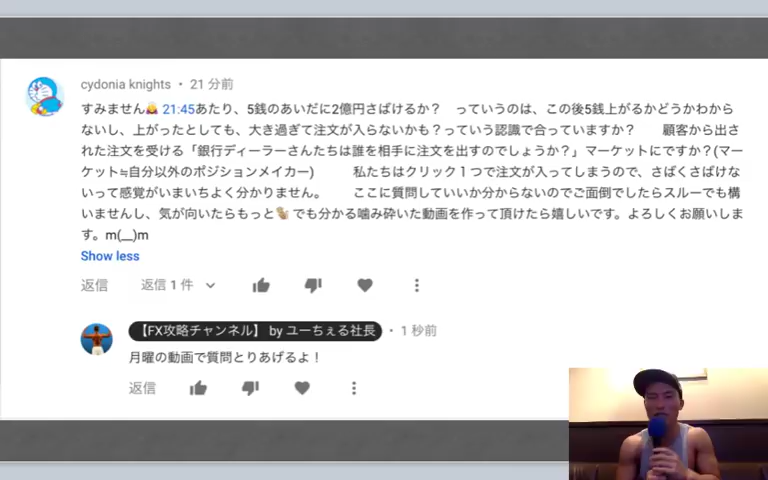 cydonia knights • 21 分前
すみません🙇 21:45あたり、5銭のあいだに2億円さばけるか？　っていうのは、この後5銭上がるかどうかわから
ないし、上がったとしても、大き過ぎて注文が入らないかも？っていう認識で合っていますか？　　顧客から出さ
れた注文を受ける「銀行ディーラーさんたちは誰を相手に注文を出すのでしょうか？」マーケットにですか？(マー
ケット≒自分以外のポジションメイカー)　　　私たちはクリック１つで注文が入ってしまうので、さばくさばけな
いって感覚がいまいちよく分かりません。　　ここに質問していいか分からないのでご面倒でしたらスルーでも構
いませんし、気が向いたらもっと でも分かる噛み砕いた動画を作って頂けたら嬉しいです。よろしくお願いしま
す。m(__)m
Show less
返信 返信 1 件
【FX攻略チャンネル】 by ユーちぇる社長 • 1 秒前
月曜の動画で質問とりあげるよ！
返信